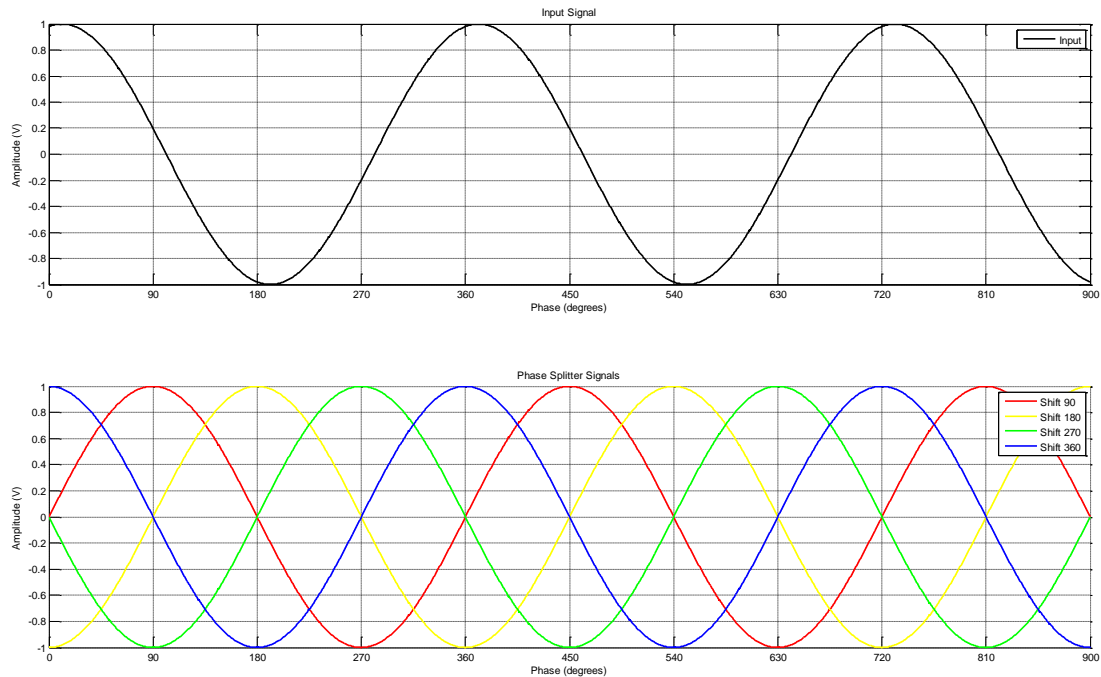 Input Signal
1
0.8
0.6
0.4
0.2
0
-0.2
-0.4
-0.6
-0.8
-1
Amplitude (V)
Input
0 90 180 270 360 450 540 630 720 810 900
Phase (degrees)
Phase Splitter Signals
1
0.8
0.6
0.4
0.2
0
-0.2
-0.4
-0.6
-0.8
-1
Amplitude (V)
Shift 90
Shift 180
Shift 270
Shift 360
0 90 180 270 360 450 540 630 720 810 900
Phase (degrees)